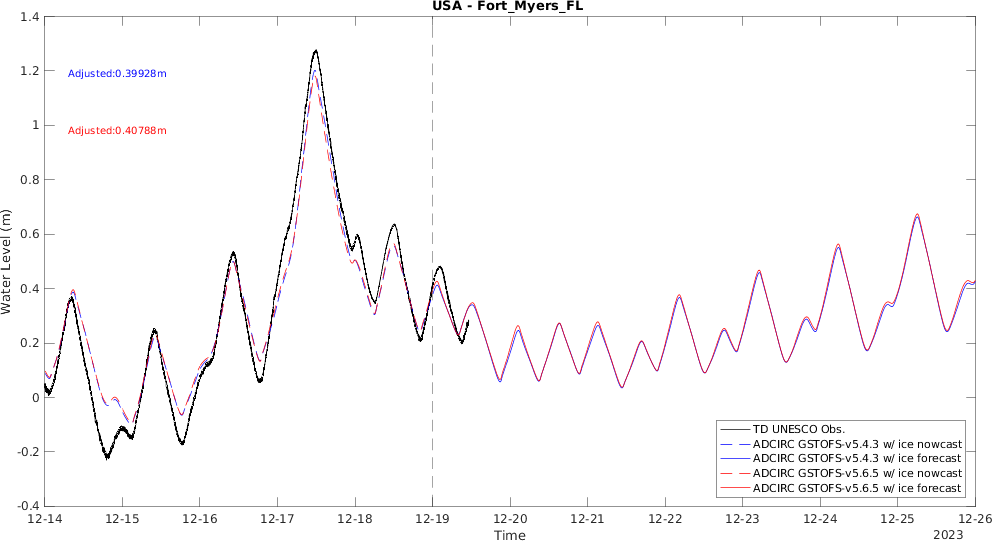 USA - Fort_Myers_FL
Water Level (m)
1.4
1.2
1
0.8
0.6
0.4
0.2
0
-0.2
-0.4
Adjusted:0.39928m
Adjusted:0.40788m
TD UNESCO Obs.
ADCIRC GSTOFS-v5.4.3 w/ ice nowcast
ADCIRC GSTOFS-v5.4.3 w/ ice forecast
ADCIRC GSTOFS-v5.6.5 w/ ice nowcast
ADCIRC GSTOFS-v5.6.5 w/ ice forecast
12-14 12-15 12-16 12-17 12-18 12-19 12-20 12-21 12-22 12-23 12-24 12-25 12-26
Time
2023